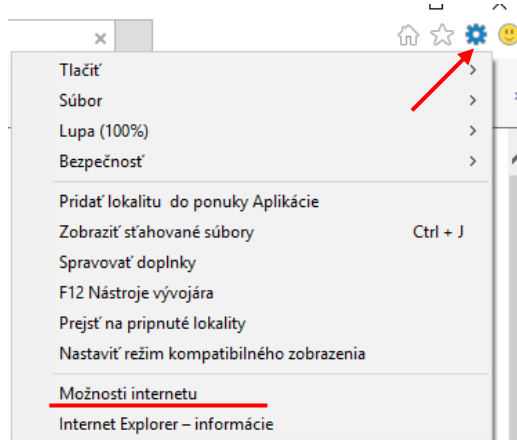 Tlačiť
Súbor
Lupa (100%)
Bezpečnosť
Pridať lokalitu  do ponuky Aplikácie
Zobraziť sťahované súbory Ctrl + J
Spravovať doplnky
F12 Nástroje vývojára
Prejsť na pripnuté lokality
Nastaviť režim kompatibilného zobrazenia
Možnosti internetu
Internet Explorer – informácie